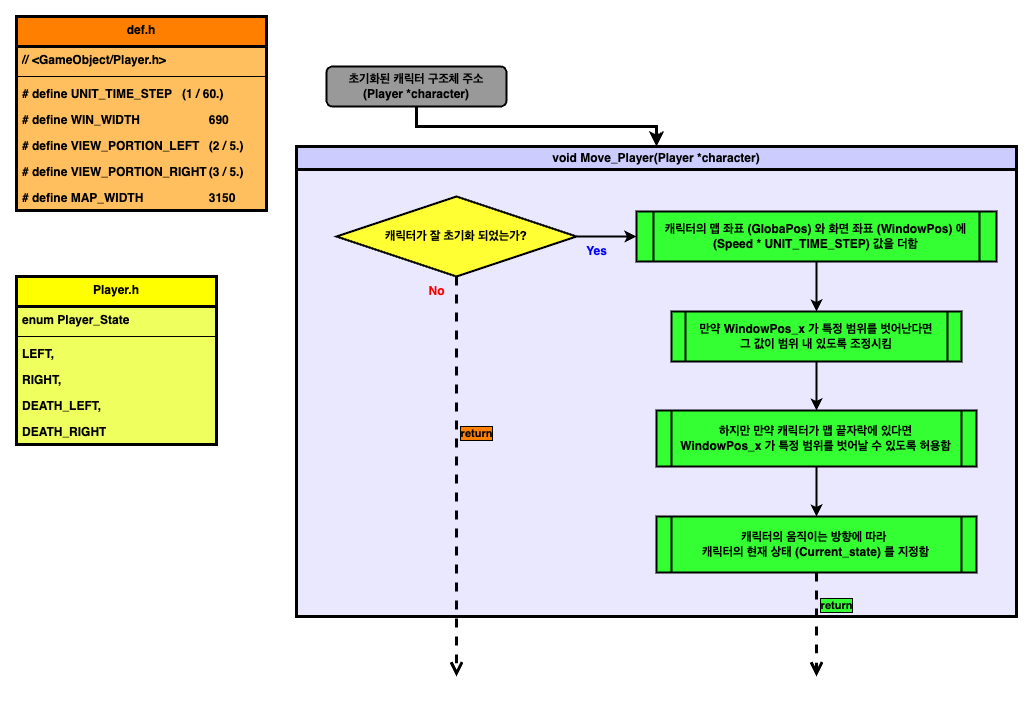 def.h
// <GameObject/Player.h>
# define UNIT_TIME_STEP (1 / 60.)
# define WIN_WIDTH 690
# define VIEW_PORTION_LEFT (2 / 5.)
# define VIEW_PORTION_RIGHT (3 / 5.)
# define MAP_WIDTH 3150
Player.h
enum Player_State
LEFT,
RIGHT,
DEATH_LEFT,
DEATH_RIGHT
초기화된 캐릭터 구조체 주소
(Player *character)
void Move_Player(Player *character)
캐릭터가 잘 초기화 되었는가?
Yes
No
return
캐릭터의 맵 좌표 (GlobaPos) 와 화면 좌표 (WindowPos) 에
(Speed * UNIT_TIME_STEP) 값을 더함
만약 WindowPos_x 가 특정 범위를 벗어난다면
그 값이 범위 내 있도록 조정시킴
하지만 만약 캐릭터가 맵 끝자락에 있다면
WindowPos_x 가 특정 범위를 벗어날 수 있도록 허용함
캐릭터의 움직이는 방향에 따라
캐릭터의 현재 상태 (Current_state) 를 지정함
return